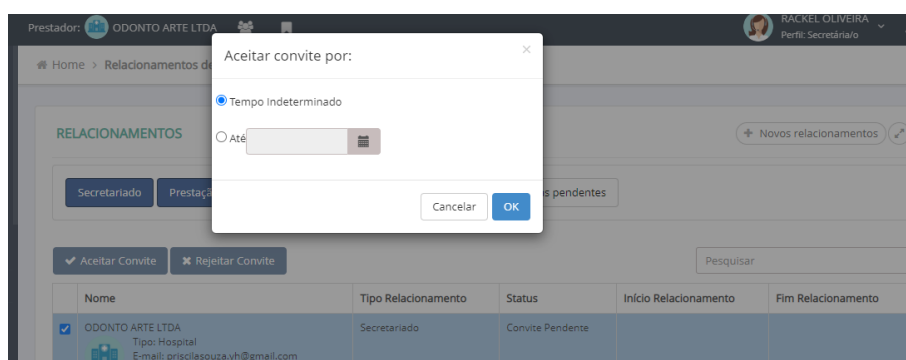 Prestador: ODONTO ARTE LTDA
RACKEL OLIVEIRA
Perfil: Secretária/o
Home > Relacionamentos de
Aceitar convite por:
×
Tempo Indeterminado
Até
Cancelar OK
RELACIONAMENTOS
+ Novos relacionamentos
Secretariado Prestaçã s pendentes
Aceitar Convite Rejeitar Convite Pesquisar
Nome Tipo Relacionamento Status Início Relacionamento Fim Relacionamento
ODONTO ARTE LTDA Secretariado Convite Pendente
Tipo: Hospital
E-mail: priscilasouza.vh@gmail.com